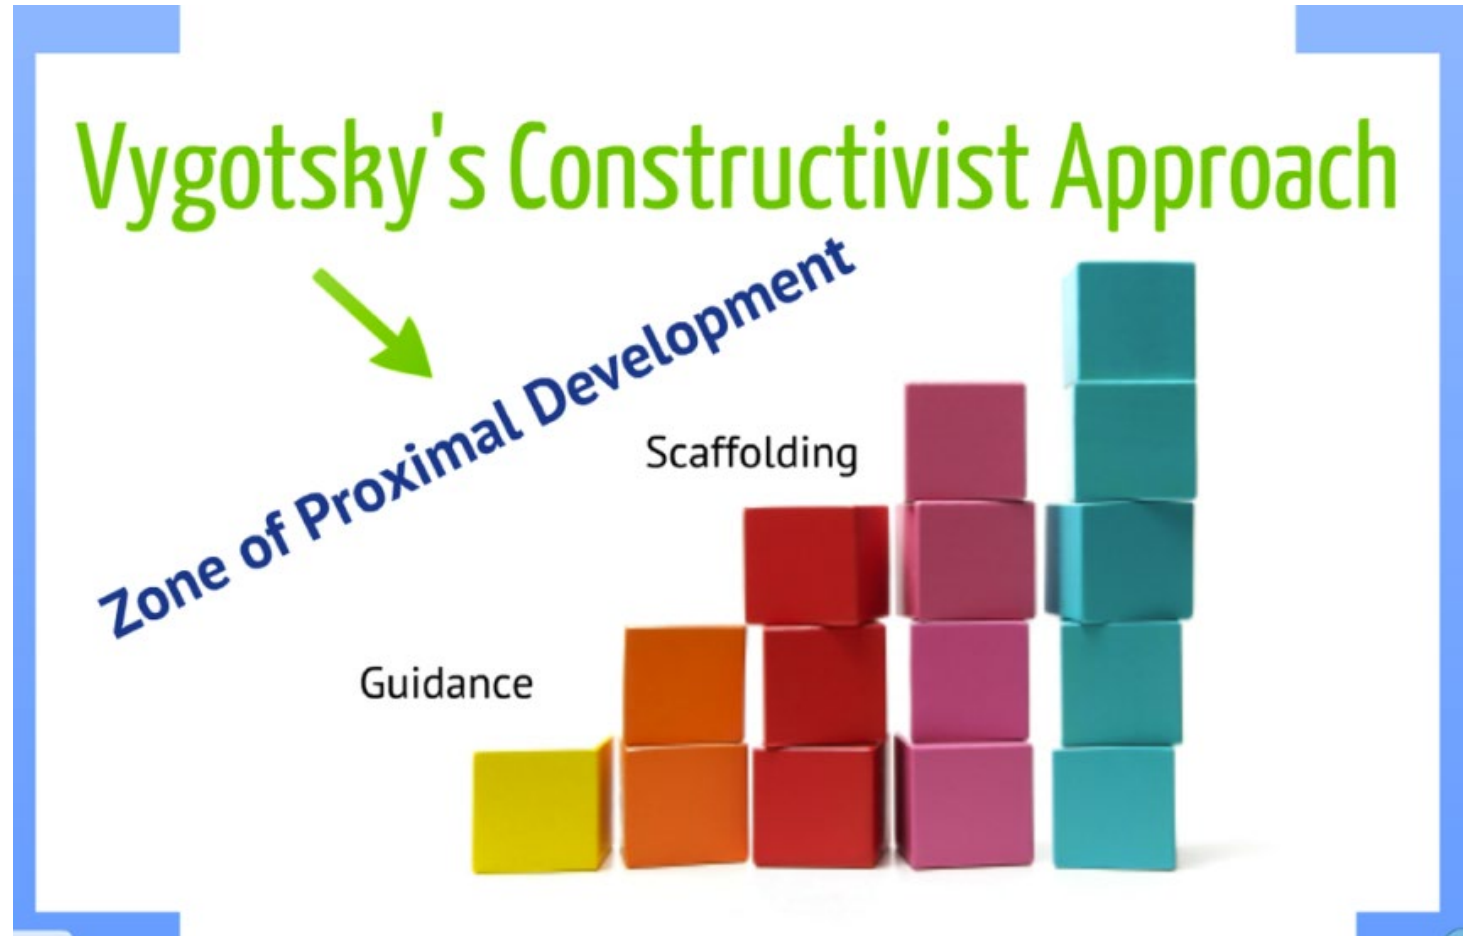 Vygotsky's Constructivist Approach
Zone of Proximal Development
Scaffolding
Guidance